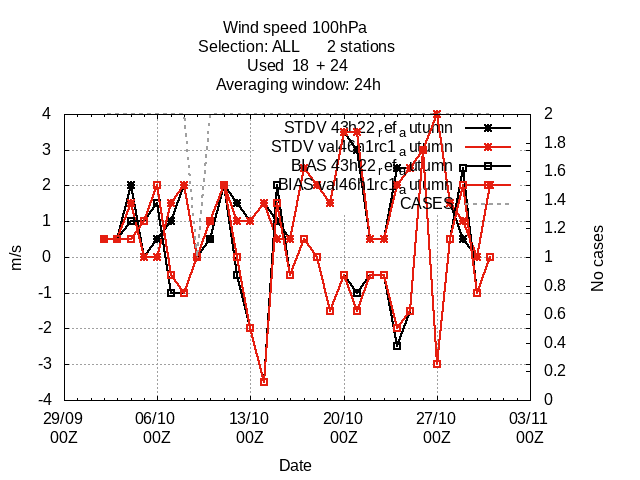 Wind speed 100hPa
Selection: ALL 2 stations
Used 18 + 24
Averaging window: 24h
4 2
STDV 43h22_ref_autumn
3 1.8
STDV val46h1rc1_autumn
1.6
BIAS 43h22_ref_autumn
2
BIAS val46h1rc1_autumn
1.4
CASES
1 1.2
0 1
-1 0.8
0.6
-2
0.4
-3 0.2
-4 0
m/s
No cases
29/09 06/10 13/10 20/10 27/10 03/11
00Z 00Z 00Z 00Z 00Z 00Z
Date